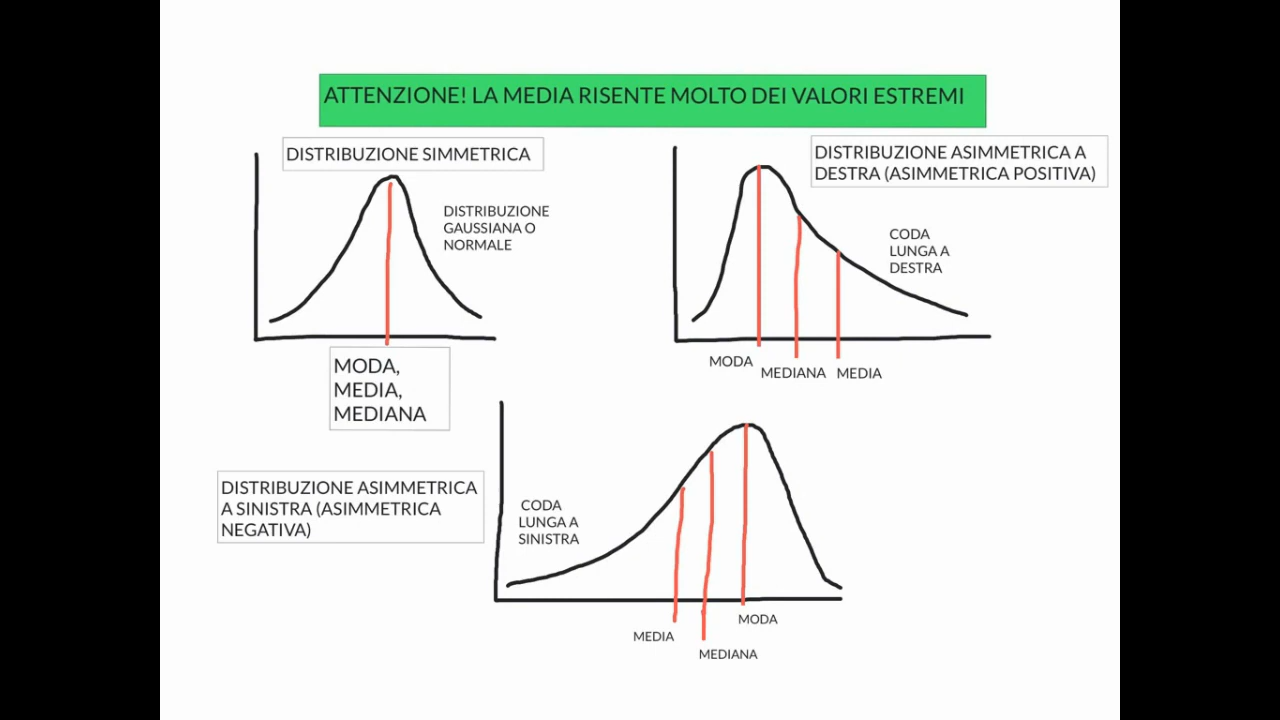 ATTENZIONE! LA MEDIA RISENTE MOLTO DEI VALORI ESTREMI
DISTRIBUZIONE SIMMETRICA
DISTRIBUZIONE
GAUSSIANA O
NORMALE
MODA,
MEDIA,
MEDIANA
DISTRIBUZIONE ASIMMETRICA A
DESTRA (ASIMMETRICA POSITIVA)
CODA
LUNGA A
DESTRA
MODA
MEDIANA
MEDIA
DISTRIBUZIONE ASIMMETRICA
A SINISTRA (ASIMMETRICA
NEGATIVA)
CODA
LUNGA A
SINISTRA
MEDIA
MEDIANA
MODA